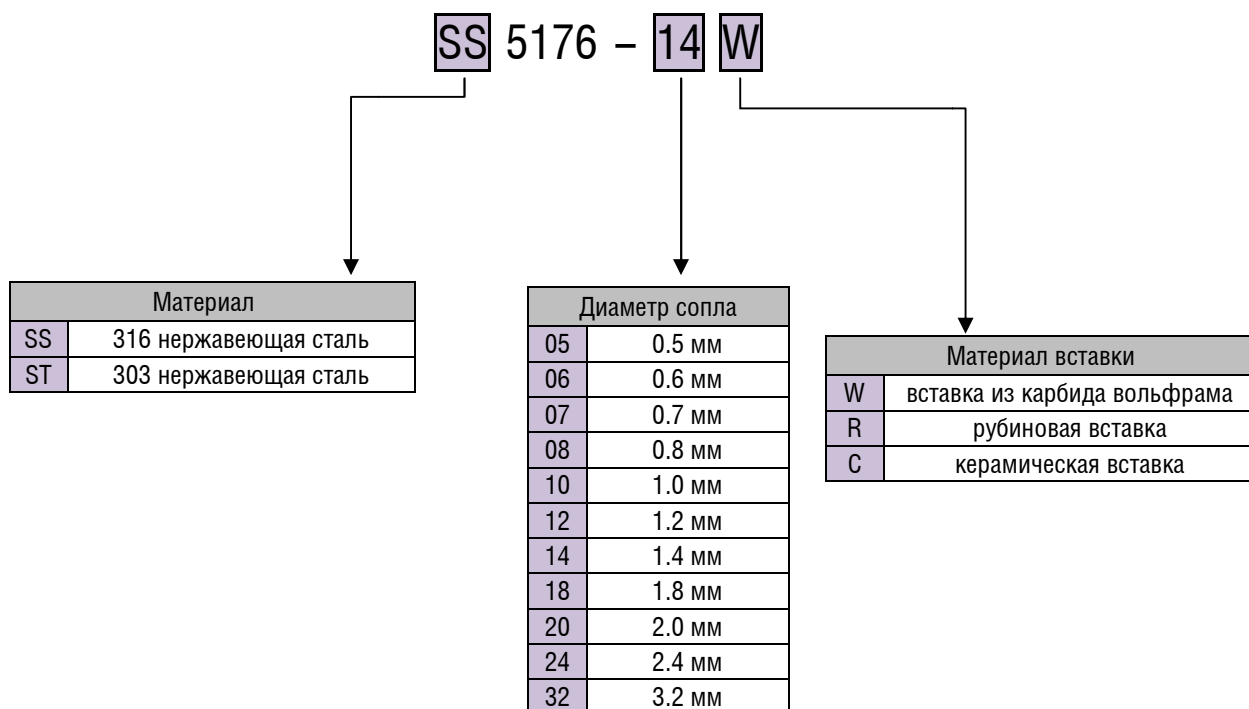 SS 5176 – 14 W
Материал
SS 316 нержавеющая сталь
ST 303 нержавеющая сталь
Диаметр сопла
05 0.5 мм
06 0.6 мм
07 0.7 мм
08 0.8 мм
10 1.0 мм
12 1.2 мм
14 1.4 мм
18 1.8 мм
20 2.0 мм
24 2.4 мм
32 3.2 мм
Материал вставки
W вставка из карбида вольфрама
R рубиновая вставка
C керамическая вставка